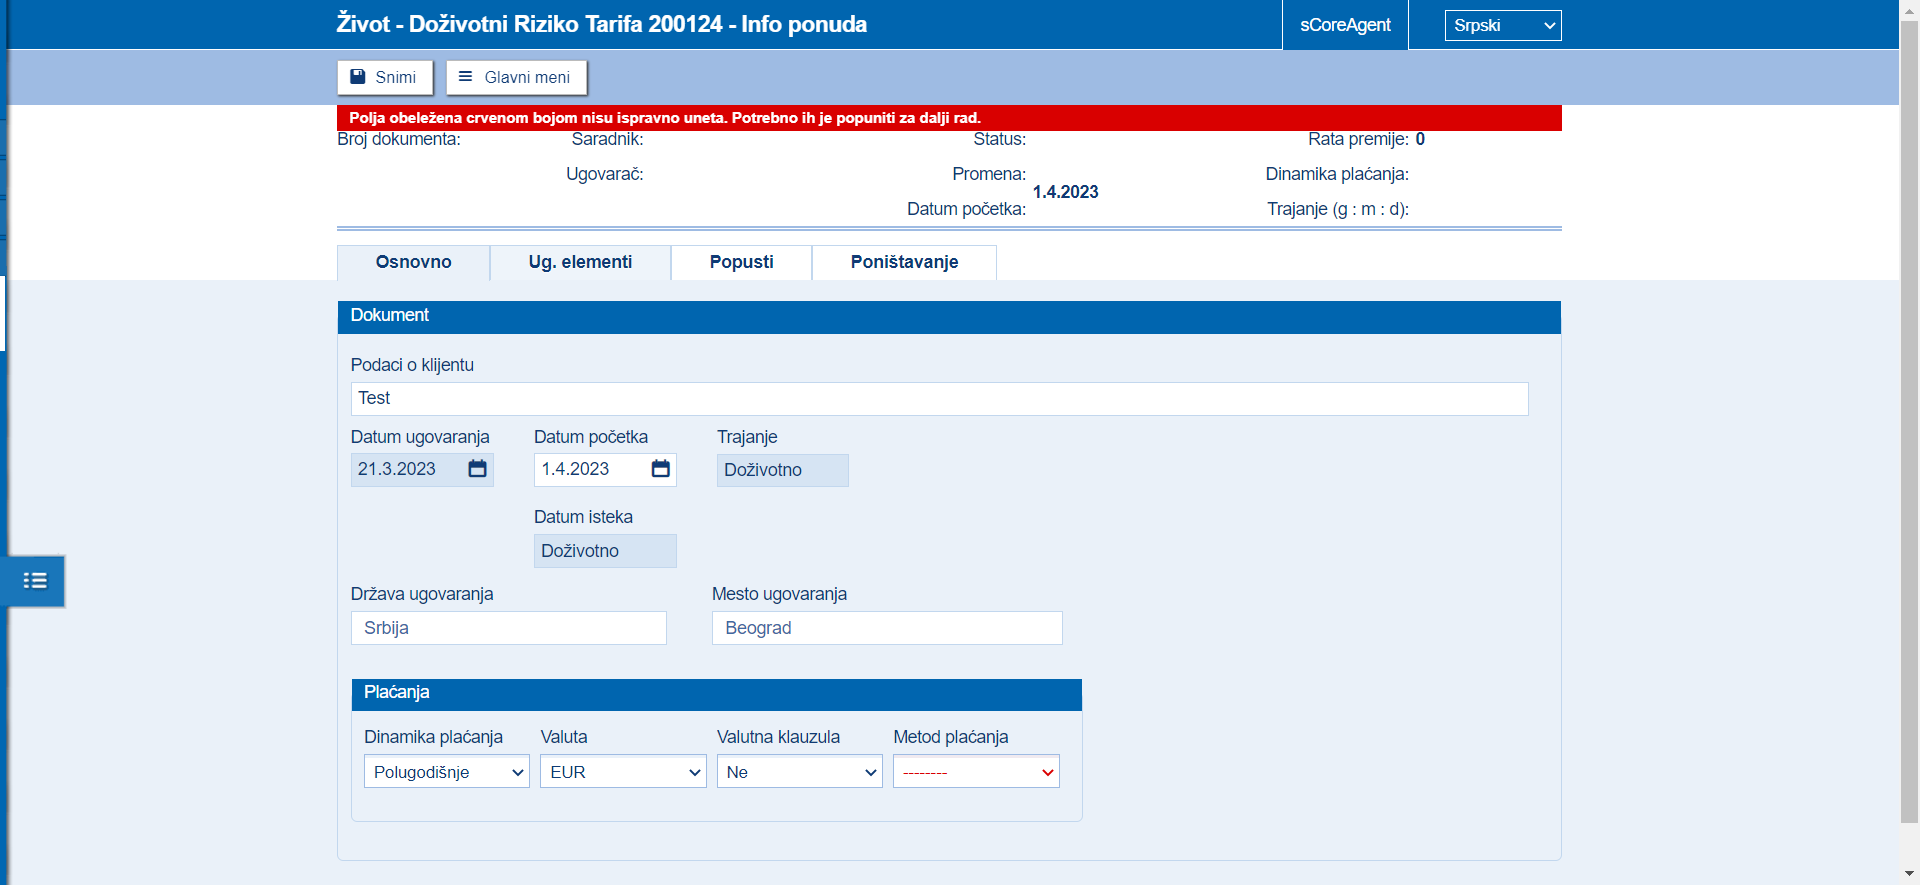 Život - Doživotni Riziko Tarifa 200124 - Info ponuda
sCoreAgent
Srpski
Snimi
Glavni meni
Polja obeležena crvenom bojom nisu ispravno uneta. Potrebno ih je popuniti za dalji rad.
Broj dokumenta: Saradnik: Status: Rata premije: 0
Ugovarač: Promena: Dinamika plaćanja:
1.4.2023
Datum početka: Trajanje (g : m : d):
Osnovno Ug. elementi Popusti Poništavanje
Dokument
Podaci o klijentu
Test
Datum ugovaranja Datum početka Trajanje
21.3.2023 1.4.2023 Doživotno
Datum isteka
Doživotno
Država ugovaranja Mesto ugovaranja
Srbija Beograd
Plaćanja
Dinamika plaćanja Valuta Valutna klauzula Metod plaćanja
Polugodišnje EUR Ne --------